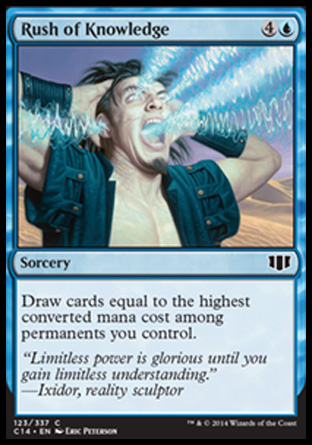 Rush of Knowledge 4
Sorcery
Draw cards equal to the highest
converted mana cost among
permanents you control.
“Limitless power is glorious until you
gain limitless understanding.”
—Ixidor, reality sculptor
123/337 C
C14 • EN Eric Peterson ™ & © 2014 Wizards of the Coast